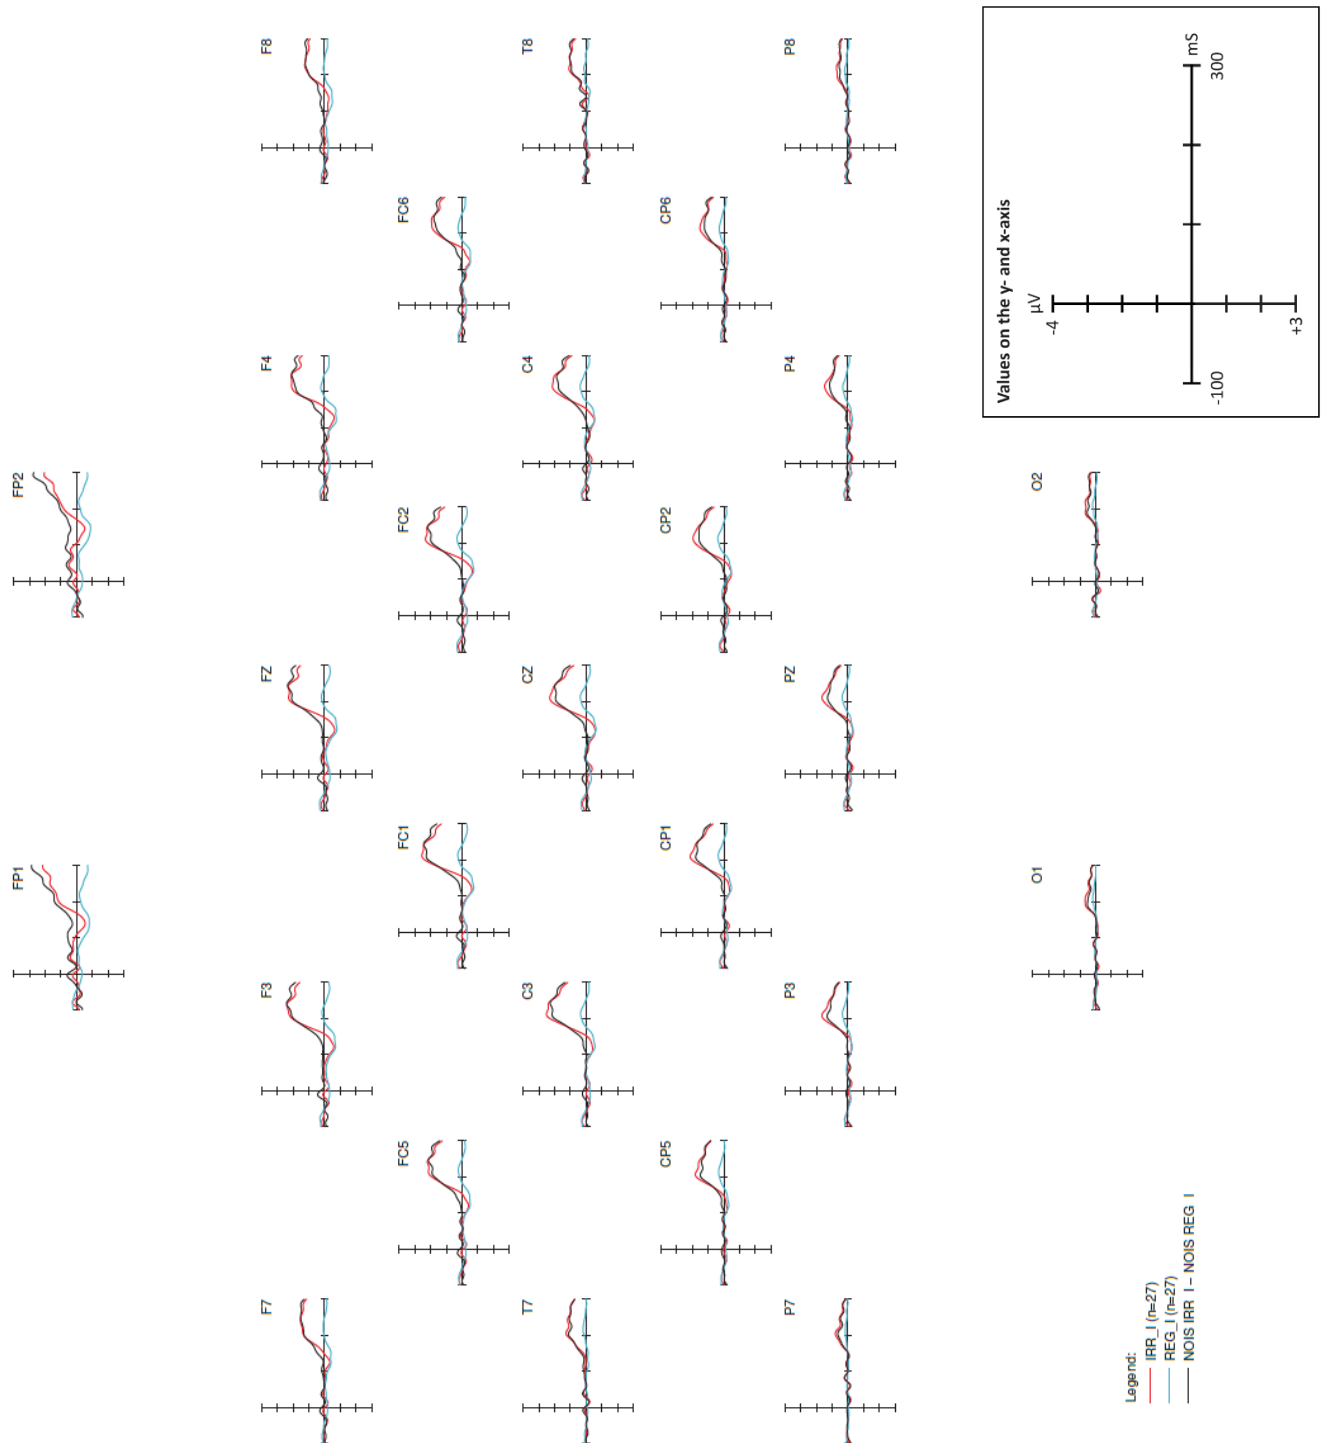 FP1 FP2
F7 F3 FZ F4 F8
FC5 FC1 FC2 FC6
T7 C3 CZ C4 T8
CP5 CP1 CP2 CP6
P7 P3 PZ P4 P8
O1 O2
Legend:
IRR_I (n=27)
REG_I (n=27)
NOIS IRR I – NOIS REG I
Values on the y- and x-axis
µV
-4
mS
-100 300
+3